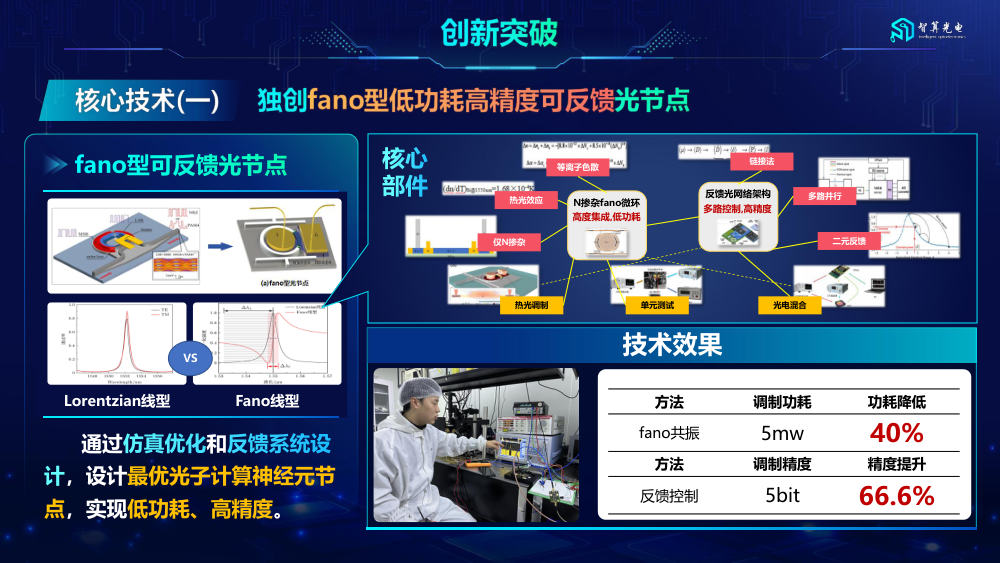 创新突破
智算光电
核心技术(一)
独创fano型低功耗高精度可反馈光节点
fano型可反馈光节点
(a)fano型光节点
Lorentzian线型
VS
Fano线型
通过仿真优化和反馈系统设
计，设计最优光子计算神经元节
点，实现低功耗、高精度。
核心
部件
等离子色散
热光效应
仅N掺杂
N掺杂fano微环
高度集成,低功耗
热光调制
单元测试
光电混合
反馈光网络架构
多路控制,高精度
链接法
多路并行
二元反馈
技术效果
方法 调制功耗 功耗降低
fano共振 5mw 40%
方法 调制精度 精度提升
反馈控制 5bit 66.6%